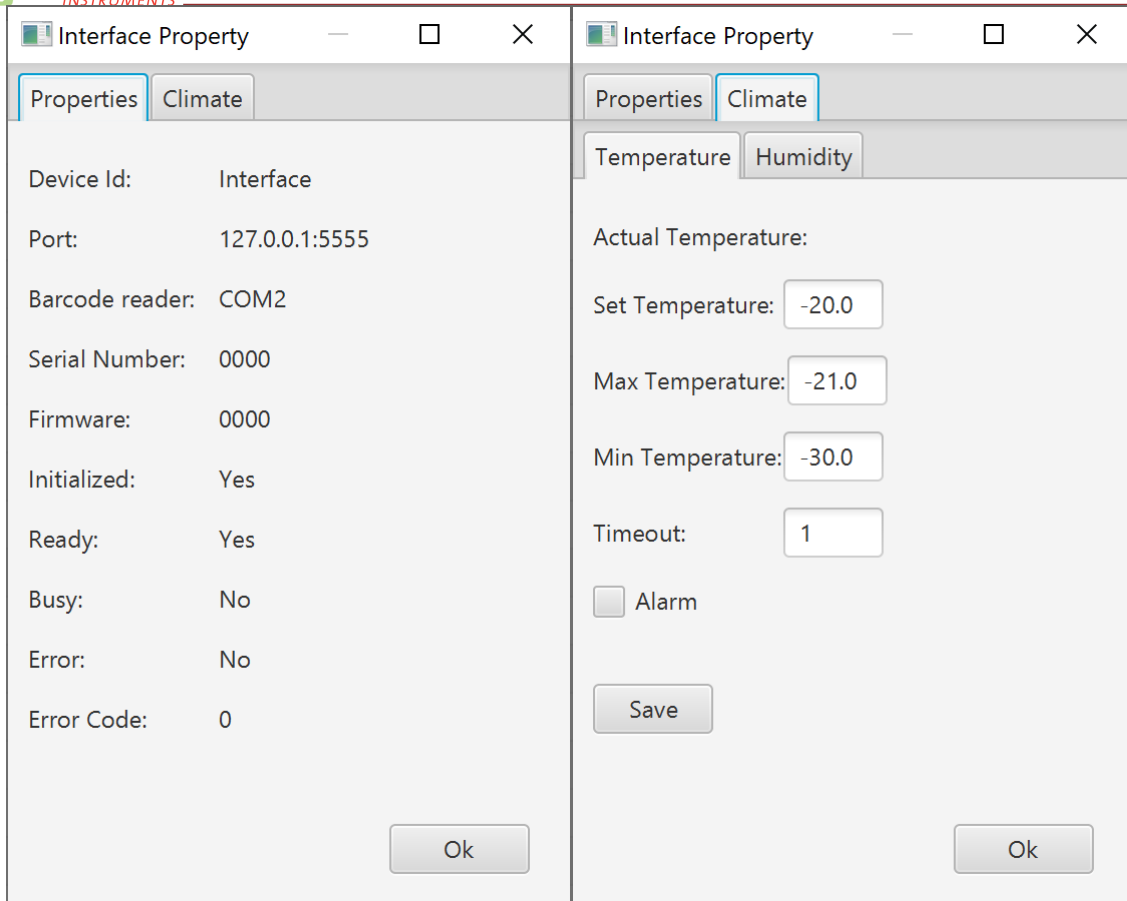 INSTRUMENTS
Interface Property
Properties Climate
Device Id: Interface
Port: 127.0.0.1:5555
Barcode reader: COM2
Serial Number: 0000
Firmware: 0000
Initialized: Yes
Ready: Yes
Busy: No
Error: No
Error Code: 0
Ok
Interface Property
Properties Climate
Temperature Humidity
Actual Temperature:
Set Temperature: -20.0
Max Temperature: -21.0
Min Temperature: -30.0
Timeout: 1
Alarm
Save
Ok